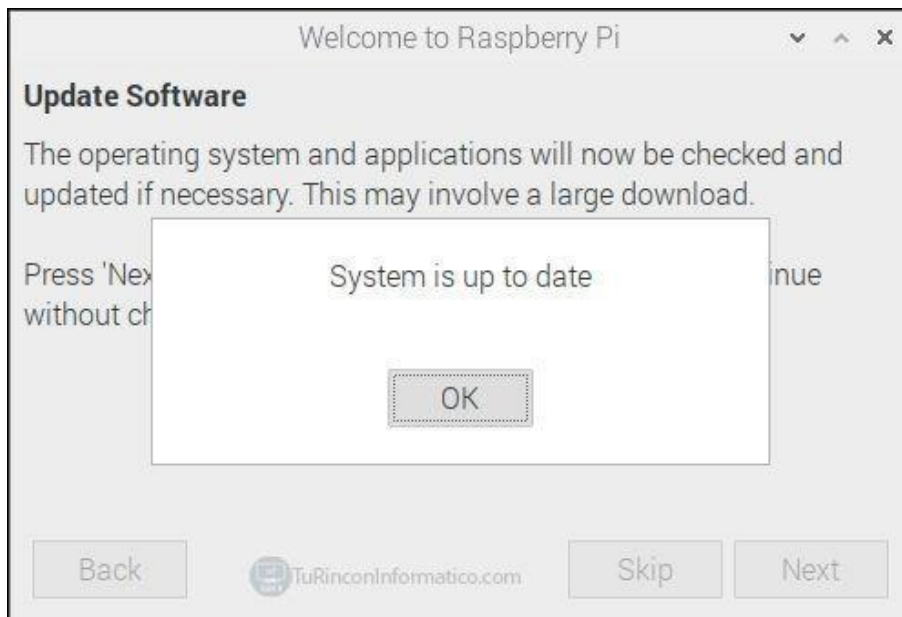 Welcome to Raspberry Pi
Update Software
The operating system and applications will now be checked and
updated if necessary. This may involve a large download.
Press 'Nex
inue
without ch
System is up to date
OK
Back
TuRinconInformatico.com
Skip
Next